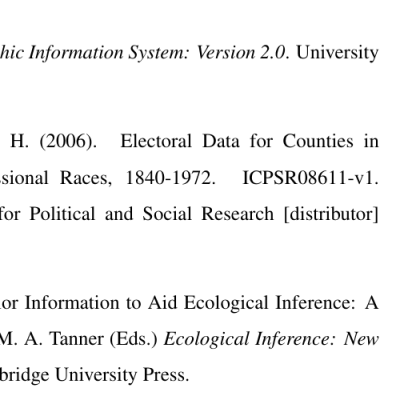 hic Information System: Version 2.0. University
H. (2006). Electoral Data for Counties in
ssional Races, 1840-1972. ICPSR08611-v1.
for Political and Social Research [distributor]
or Information to Aid Ecological Inference: A
M. A. Tanner (Eds.) Ecological Inference: New
bridge University Press.